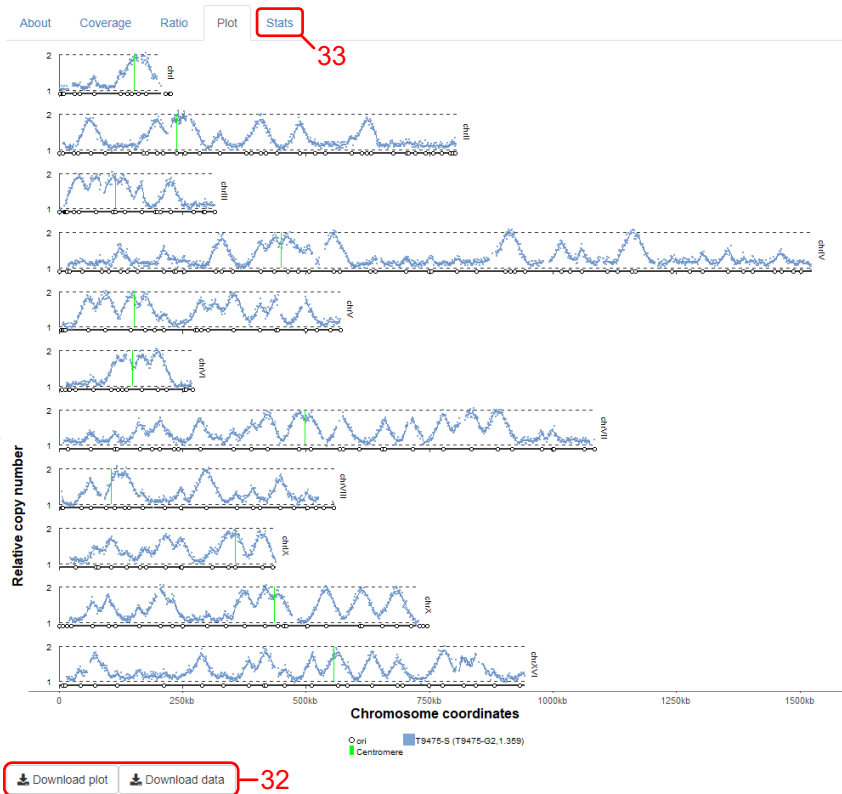 About Coverage Ratio Plot Stats
33
2
1
chrI
2
1
chrII
2
1
chrIII
2
1
chrIV
2
1
chrV
2
1
chrVI
2
1
chrVII
2
1
chrVIII
2
1
chrIX
2
1
chrX
2
1
chrXVI
Relative copy number
0 250kb 500kb 750kb 1000kb 1250kb 1500kb
Chromosome coordinates
ori T9475-S (T9475-G2,1.359)
Centromere
Download plot Download data 32